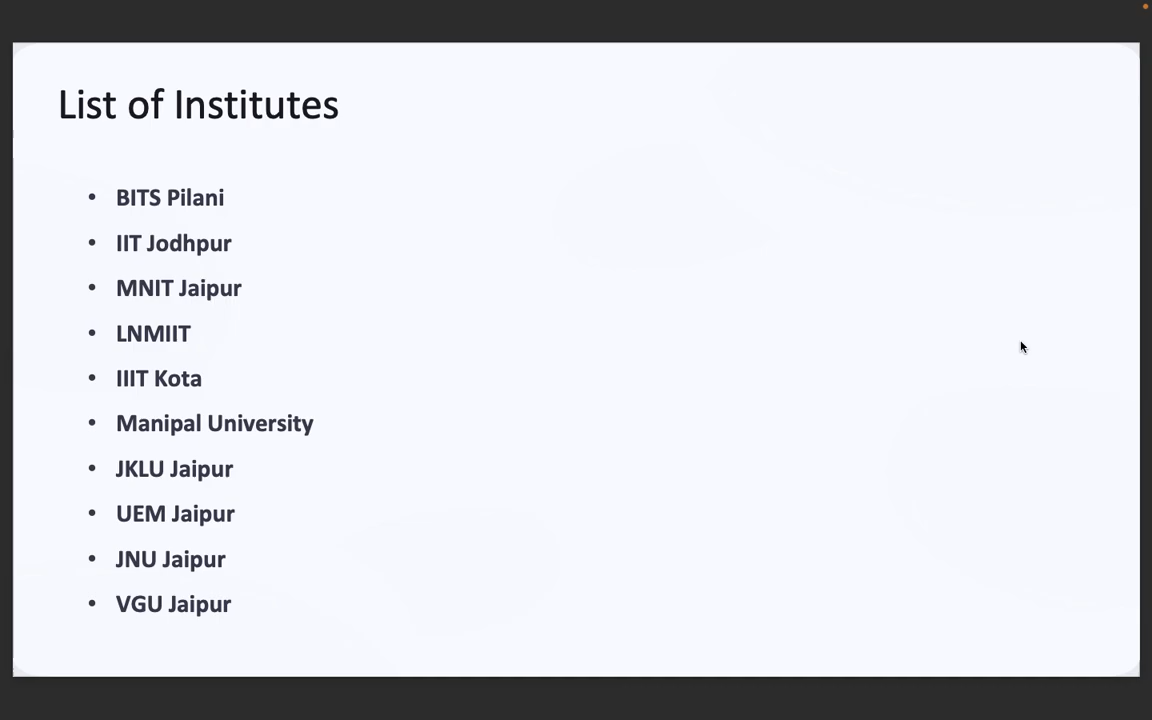 List of Institutes
• BITS Pilani
• IIT Jodhpur
• MNIT Jaipur
• LNMIIT
• IIIT Kota
• Manipal University
• JKLU Jaipur
• UEM Jaipur
• JNU Jaipur
• VGU Jaipur